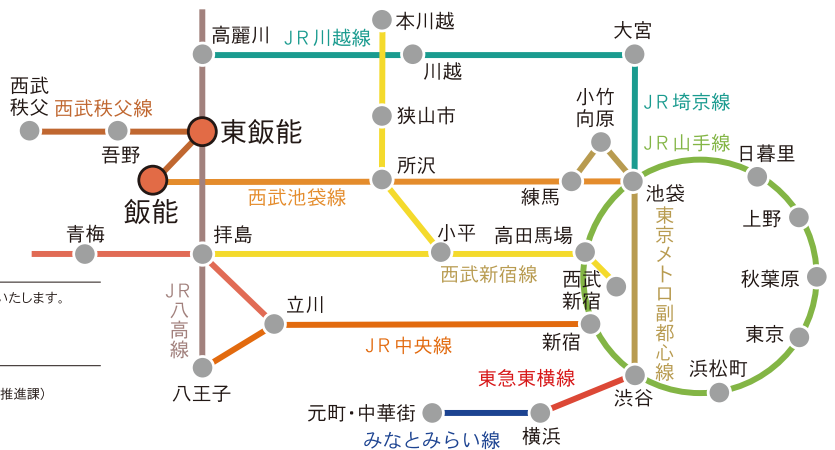 本川越
高麗川
JR川越線
大宮
川越
西武
秩父
西武秩父線
小竹
向原
JR埼京線
狭山市
東飯能
JR山手線
吾野
日暮里
所沢
飯能
西武池袋線
練馬
池袋
上野
青梅
拝島
小平
高田馬場
西武新宿線
西武
新宿
東京メトロ副都心線
秋葉原
いたします。
JR八高線
立川
JR中央線
新宿
東京
浜松町
東急東横線
推進課）
八王子
渋谷
元町・中華街
みなとみらい線
横浜